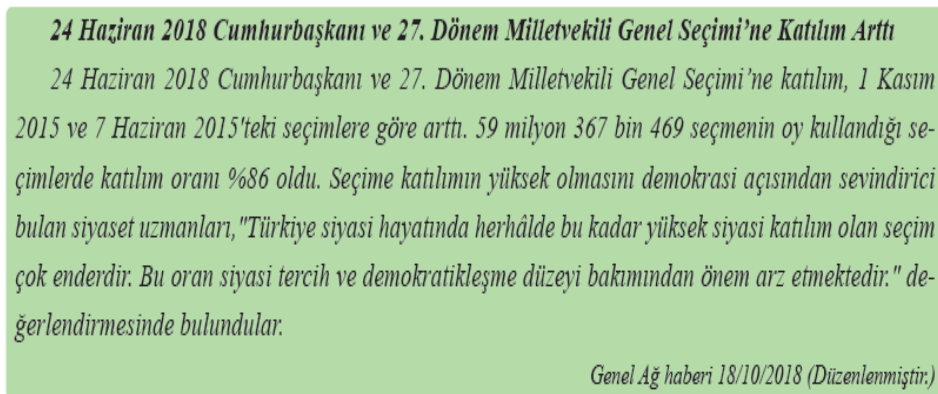 24 Haziran 2018 Cumhurbaşkanı ve 27. Dönem Milletvekili Genel Seçimi’ne Katılım Arttı
24 Haziran 2018 Cumhurbaşkanı ve 27. Dönem Milletvekili Genel Seçimi’ne katılım, 1 Kasım
2015 ve 7 Haziran 2015'teki seçimlere göre arttı. 59 milyon 367 bin 469 seçmenin oy kullandığı se-
çimlerde katılım oranı %86 oldu. Seçime katılımın yüksek olmasını demokrasi açısından sevindirici
bulan siyaset uzmanları,"Türkiye siyasi hayatında herhâlde bu kadar yüksek siyasi katılım olan seçim
çok enderdir. Bu oran siyasi tercih ve demokratikleşme düzeyi bakımından önem arz etmektedir." de-
ğerlendirmesinde bulundular.
Genel Ağ haberi 18/10/2018 (Düzenlenmiştir.)